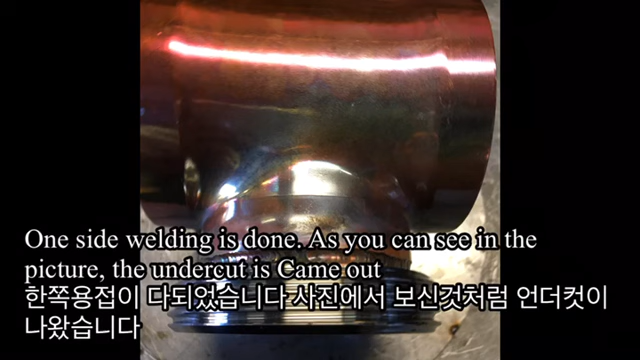 One side welding is done. As you can see in the
picture, the undercut is Came out
한쪽용접이 다되었습니다 사진에서 보신것처럼 언더컷이
나왔습니다